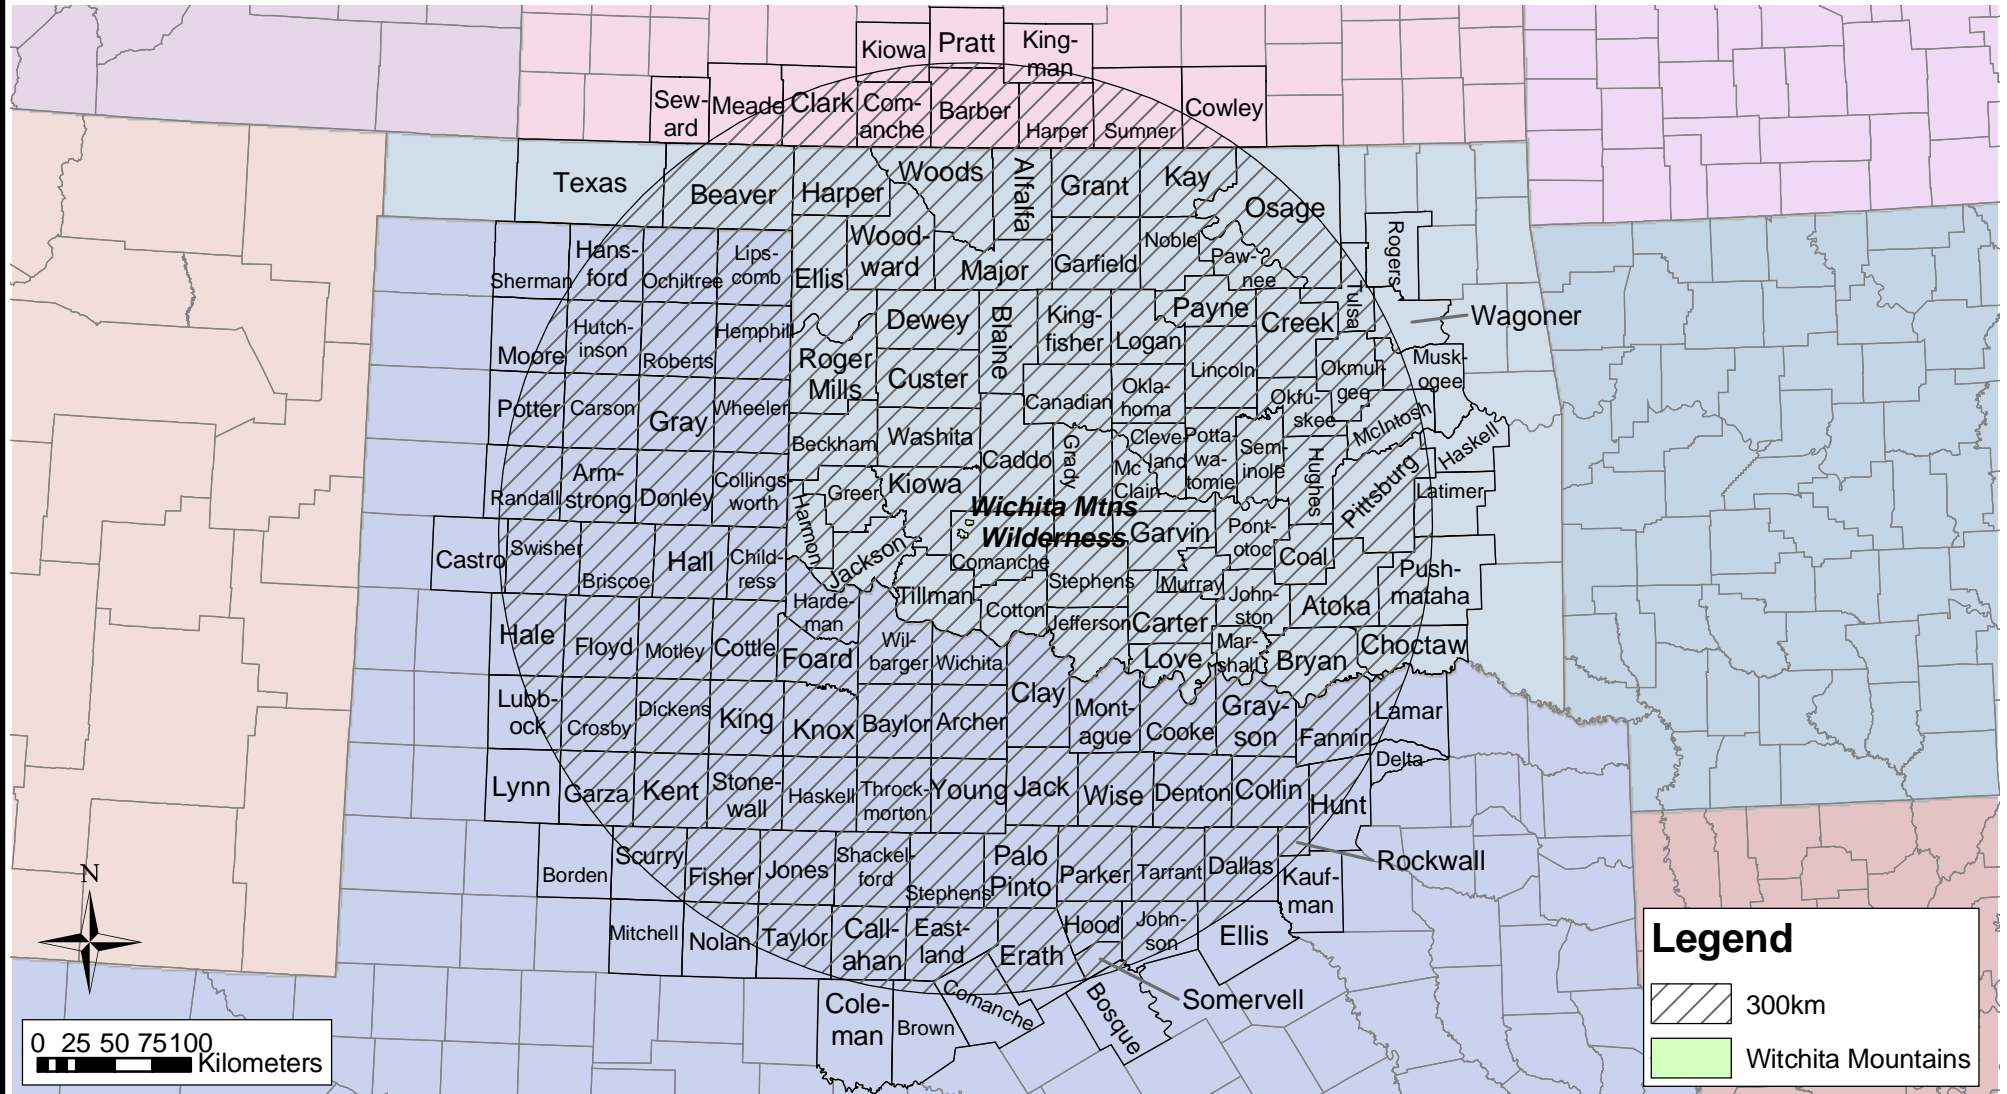 Kiowa
Pratt
King-
man
Sew-
ard
Meade
Clark
Com-
anche
Barber
Harper
Sumner
Cowley
Texas
Beaver
Harper
Woods
Alfalfa
Grant
Kay
Osage
Rogers
Sherman
Hans-
ford
Ochiltree
Lips-
comb
Ellis
Wood-
ward
Major
Garfield
Noble
Paw-
nee
Tulsa
Wagoner
Moore
Hutch-
inson
Roberts
Hemphill
Roger
Mills
Dewey
Blaine
King-
fisher
Logan
Payne
Creek
Custer
Lincoln
Okmul-
gee
Musk-
ogee
Potter
Carson
Gray
Wheeler
Canadian
Okla-
homa
Okfu-
skee
McIntosh
Beckham
Washita
Caddo
Grady
Cleve-
land
Mc
Clain
Potta-
wa-
tomie
Sem-
inole
Hughes
Pittsburg
Haskell
Latimer
Randall
Arm-
strong
Donley
Collings-
worth
Harmon
Greer
Kiowa
Wichita Mtns
Wilderness
Garvin
Pont-
otoc
Coal
Castro
Swisher
Briscoe
Hall
Child-
ress
Jackson
Comanche
Stephens
Murray
John-
ston
Atoka
Push-
mataha
Tillman
Cotton
Jefferson
Carter
Hale
Floyd
Motley
Cottle
Harde-
man
Foard
Wil-
barger
Wichita
Love
Mar-
shall
Bryan
Choctaw
Lubb-
ock
Crosby
Dickens
King
Knox
Baylor
Archer
Clay
Mont-
ague
Cooke
Gray-
son
Fannin
Lamar
Delta
Lynn
Garza
Kent
Stone-
wall
Haskell
Throck-
morton
Young
Jack
Wise
Denton
Collin
Hunt
Borden
Scurry
Fisher
Jones
Shackel-
ford
Stephens
Palo
Pinto
Parker
Tarrant
Dallas
Rockwall
Kauf-
man
Mitchell
Nolan
Taylor
Call-
ahan
East-
land
Erath
Hood
John-
son
Ellis
Somervell
Cole-
man
Brown
Comanche
Bosque
N
0 25 50 75 100
Kilometers
Legend
300km
Witchita Mountains